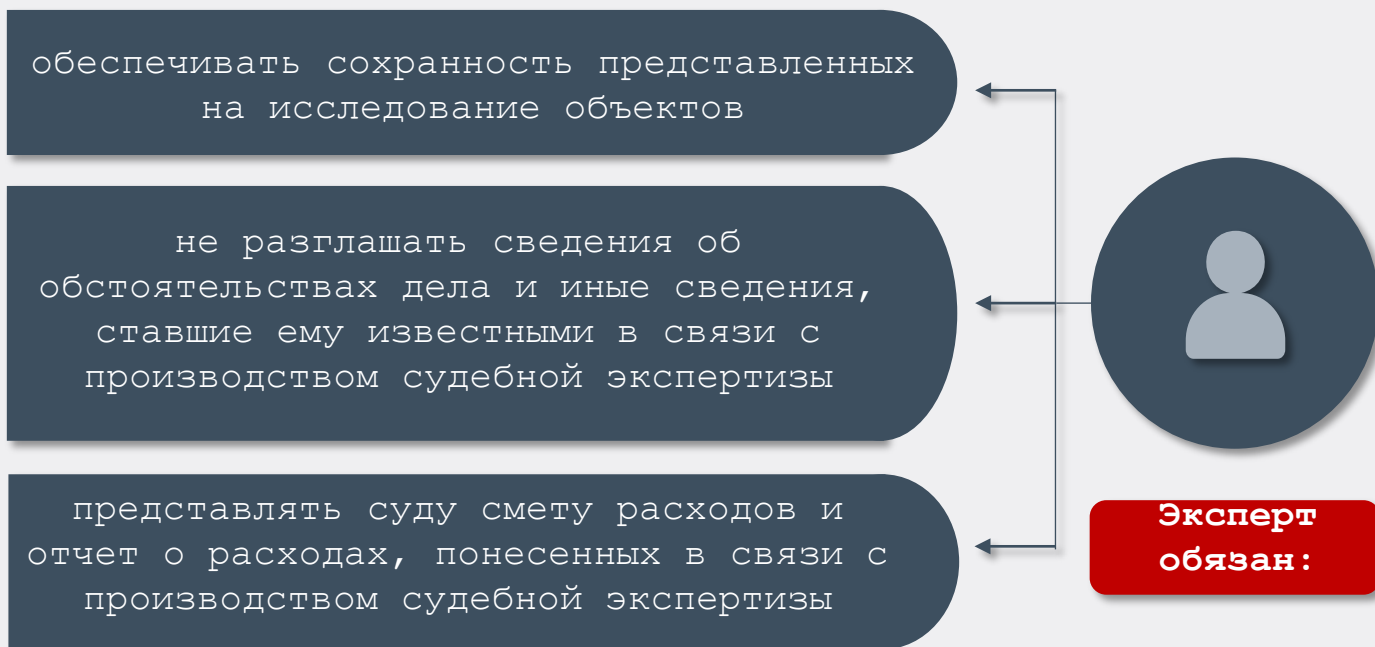 обеспечивать сохранность представленных
на исследование объектов
не разглашать сведения об
обстоятельствах дела и иные сведения,
ставшие ему известными в связи с
производством судебной экспертизы
представлять суду смету расходов и
отчет о расходах, понесенных в связи с
производством судебной экспертизы
Эксперт
обязан: